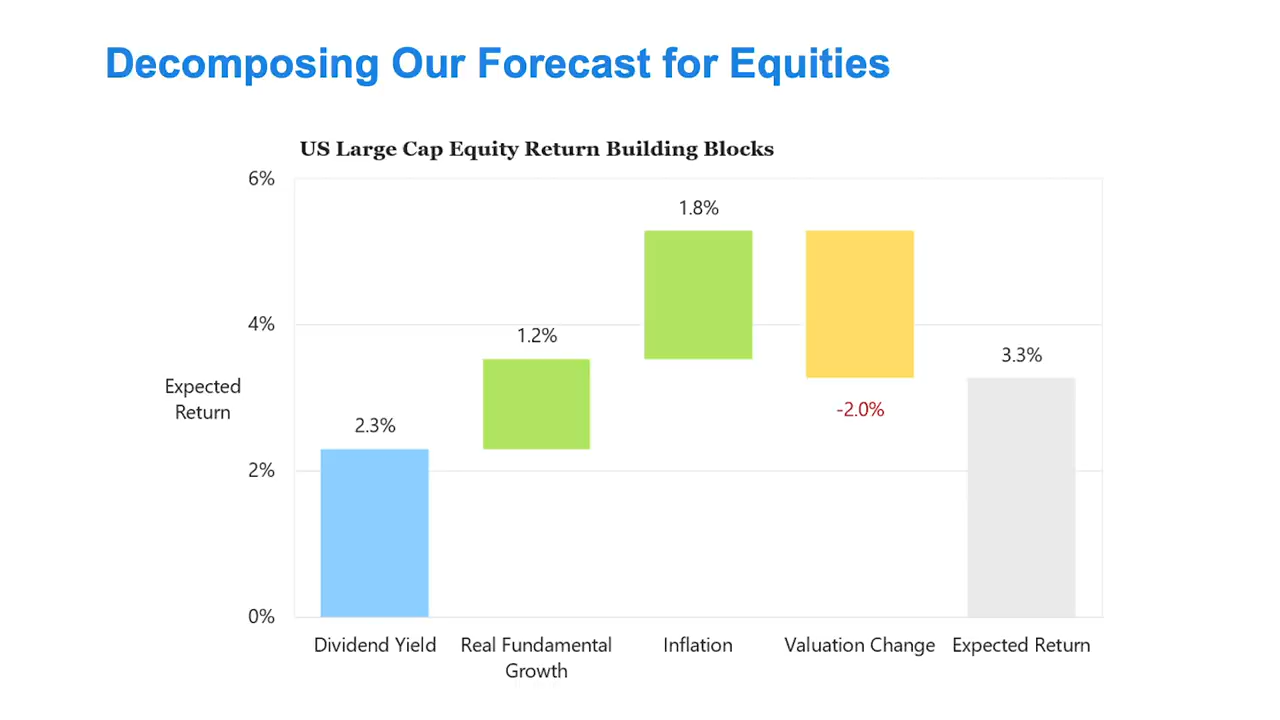 Decomposing Our Forecast for Equities
US Large Cap Equity Return Building Blocks
6%
4%
2%
0%
Expected
Return
2.3%
1.2%
1.8%
-2.0%
3.3%
Dividend Yield
Real Fundamental
Growth
Inflation
Valuation Change
Expected Return